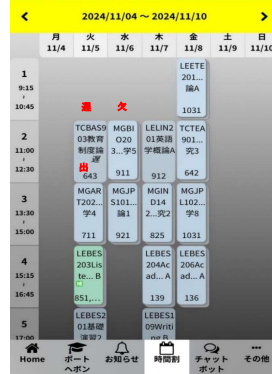 2024/11/04 ~ 2024/11/10
月 火 水 木 金 土 日
11/4 11/5 11/6 11/7 11/8 11/9 11/10
1
9:15
10:45
LEETE
201...
論A
1031
遅 欠
2
11:00
12:30
TCBAS9
03教育
制度論
遅
出
643
MGBI
O20
3...学5
911
LELIN2
01英語
学概論A
912
TCTEA
901...
究3
642
3
13:30
15:00
MGAR
T202...
学4
711
MGJP
S101...
論1
921
MGIN
D14
2...究2
825
MGJP
L102...
学8
1031
4
15:15
16:45
LEBES
203Lis
te... B
851,...
LEBES
204Ac
ad... A
139
LEBES
206Ac
ad... A
136
5
17:00
LEBES2
01基礎
演習2
LEBES1
09Writi
ng B
Home
ポート
ヘボン
お知らせ
時間割
チャット
ボット